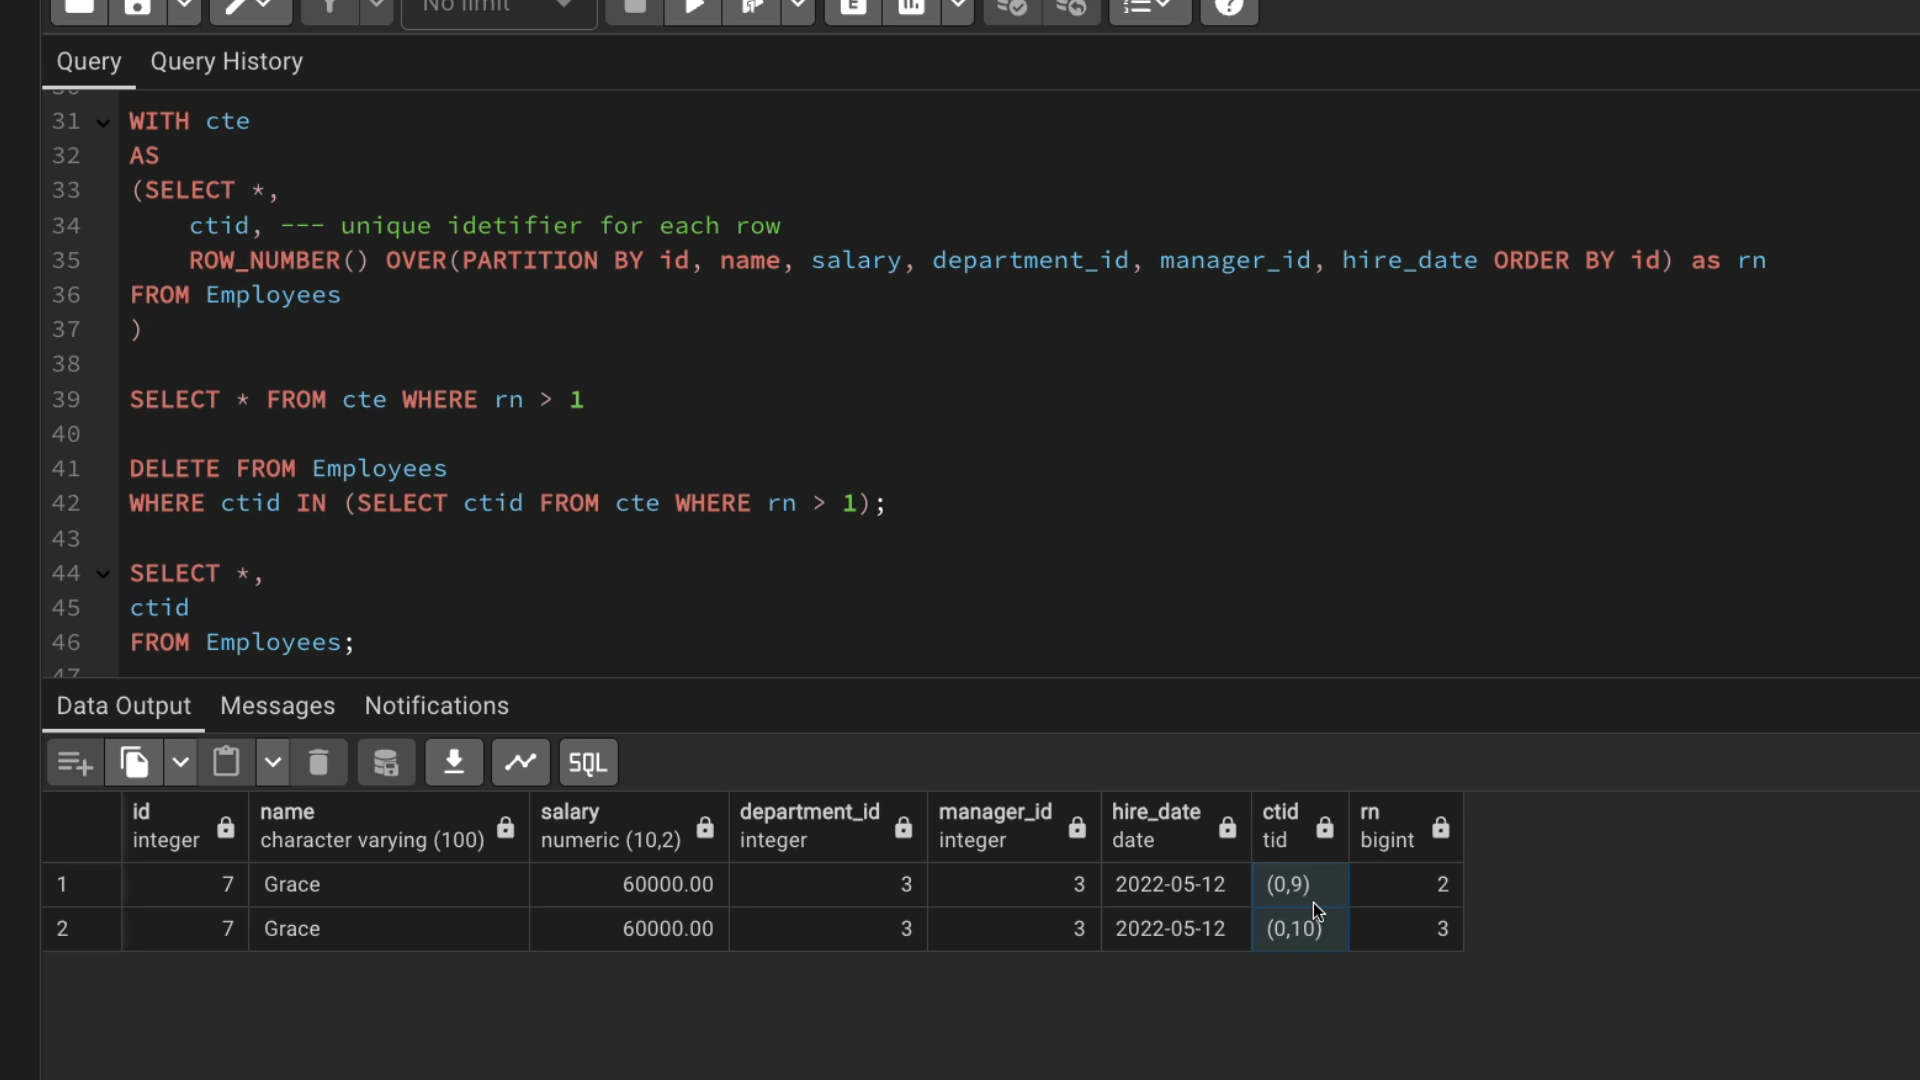 No limit
Query Query History
31 WITH cte
32 AS
33 (SELECT *,
34 ctid, --- unique idetifier for each row
35 ROW_NUMBER() OVER(PARTITION BY id, name, salary, department_id, manager_id, hire_date ORDER BY id) as rn
36 FROM Employees
37 )
38
39 SELECT * FROM cte WHERE rn > 1
40
41 DELETE FROM Employees
42 WHERE ctid IN (SELECT ctid FROM cte WHERE rn > 1);
43
44 SELECT *,
45 ctid
46 FROM Employees;
47
Data Output Messages Notifications
SQL
id name salary department_id manager_id hire_date ctid rn
integer character varying (100) numeric (10,2) integer integer date tid bigint
1 7 Grace 60000.00 3 3 2022-05-12 (0,9) 2
2 7 Grace 60000.00 3 3 2022-05-12 (0,10) 3